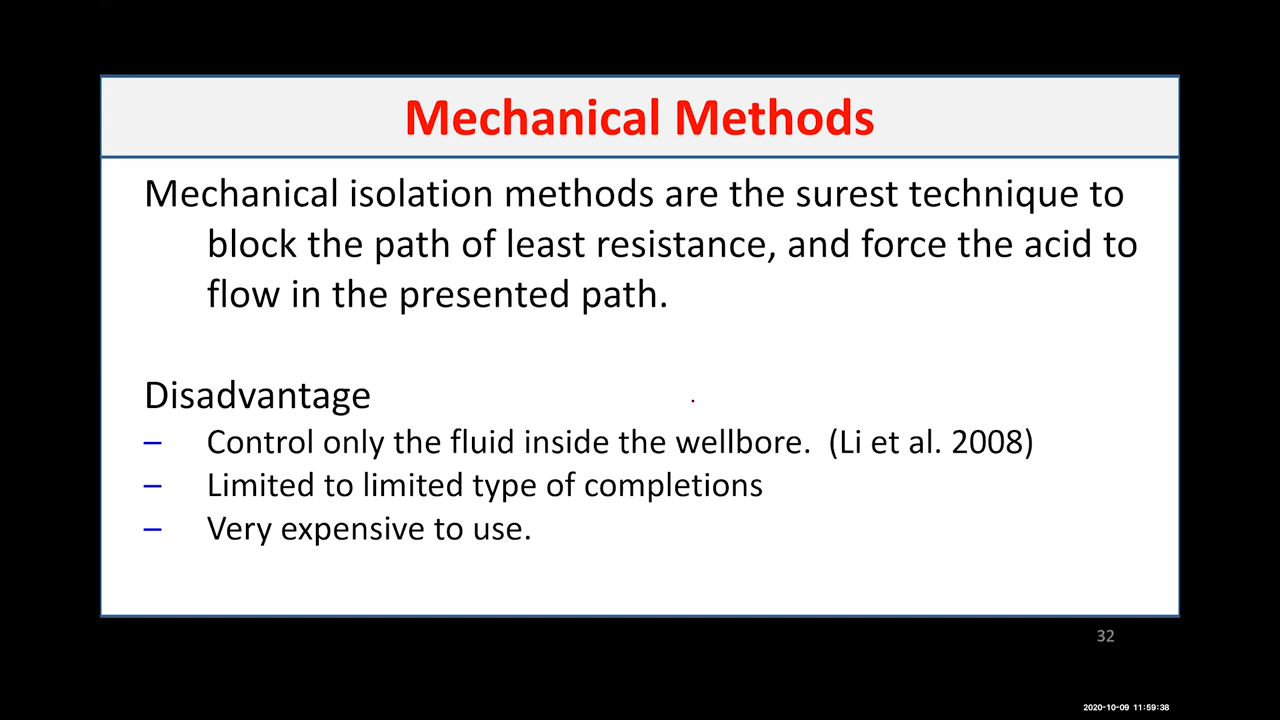 Mechanical Methods
Mechanical isolation methods are the surest technique to
block the path of least resistance, and force the acid to
flow in the presented path.
Disadvantage
– Control only the fluid inside the wellbore.  (Li et al. 2008)
– Limited to limited type of completions
– Very expensive to use.
32
2020-10-09 11:59:38